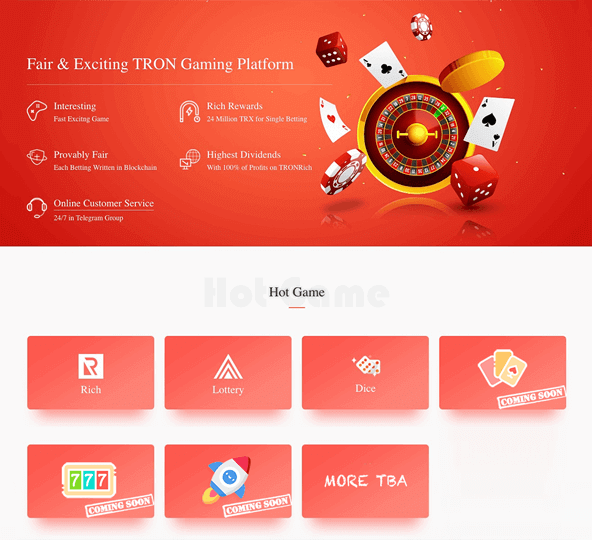 Fair & Exciting TRON Gaming Platform
Interesting
Fast Exciting Game
Rich Rewards
24 Million TRX for Single Betting
Provably Fair
Each Betting Written in Blockchain
Highest Dividends
With 100% of Profits on TRONRich
Online Customer Service
24/7 in Telegram Group
Hot Game
Hot Game
Rich
Lottery
Dice
COMING SOON
777
COMING SOON
COMING SOON
MORE TBA